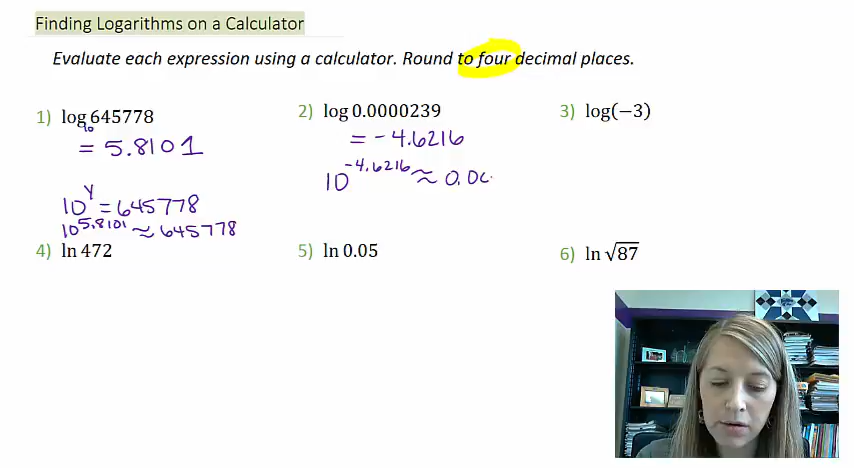 Finding Logarithms on a Calculator
Evaluate each expression using a calculator. Round to four decimal places.
1) log 645778
10
= 5.8101
10^Y = 645778
10^5.8101 ≈ 645778
2) log 0.0000239
= -4.6216
10^-4.6216 ≈ 0.00
3) log(−3)
4) ln 472
5) ln 0.05
6) ln √87